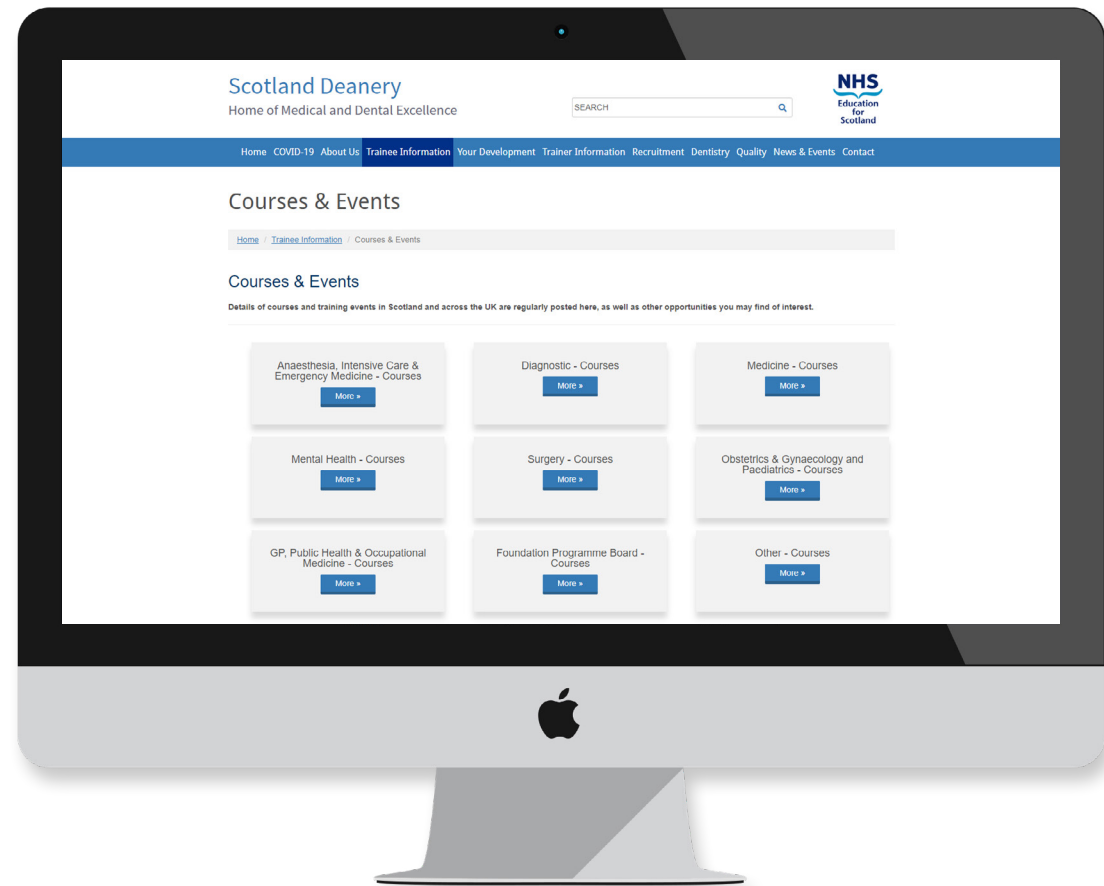 Scotland Deanery
Home of Medical and Dental Excellence
SEARCH
NHS
Education
for
Scotland
Home COVID-19 About Us Trainee Information Your Development Trainer Information Recruitment Dentistry Quality News & Events Contact
Courses & Events
Home / Trainee Information / Courses & Events
Courses & Events
Details of courses and training events in Scotland and across the UK are regularly posted here, as well as other opportunities you may find of interest.
Anaesthesia, Intensive Care &
Emergency Medicine - Courses
More »
Diagnostic - Courses
More »
Medicine - Courses
More »
Mental Health - Courses
More »
Surgery - Courses
More »
Obstetrics & Gynaecology and
Paediatrics - Courses
More »
GP, Public Health & Occupational
Medicine - Courses
More »
Foundation Programme Board -
Courses
More »
Other - Courses
More »